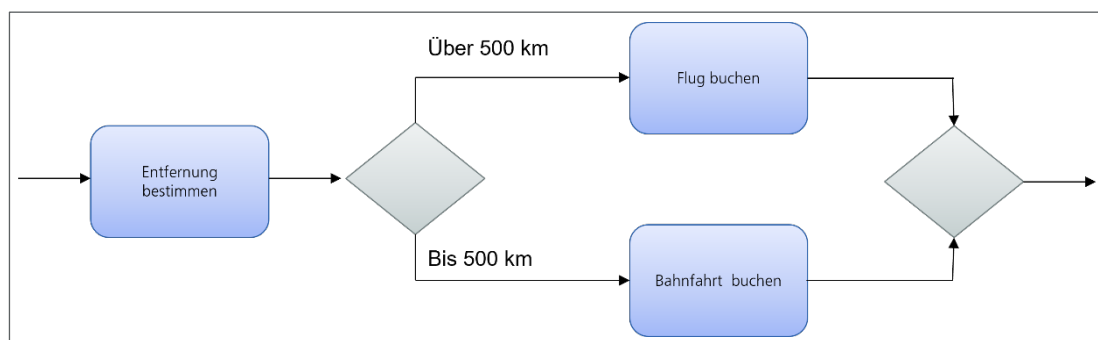 Über 500 km
Flug buchen
Entfernung
bestimmen
Bis 500 km
Bahnfahrt buchen